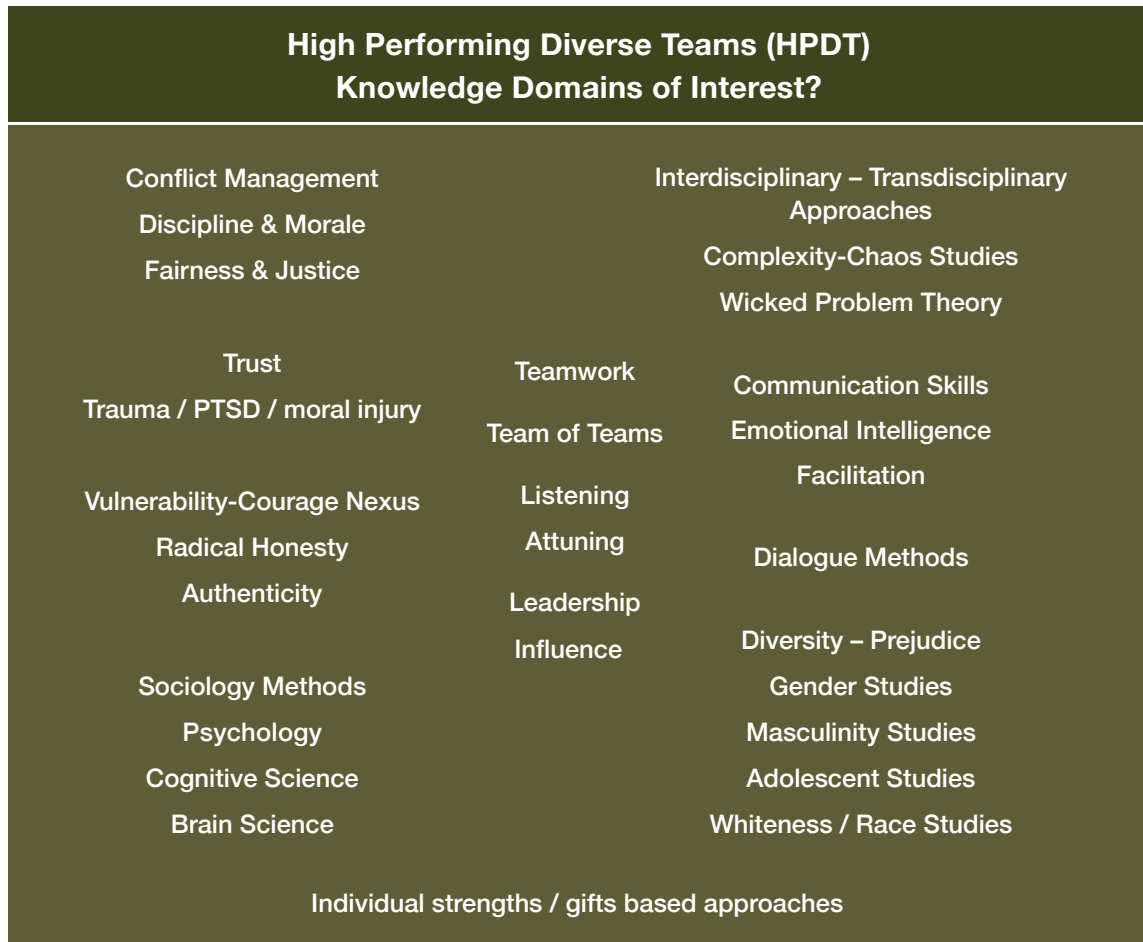 High Performing Diverse Teams (HPDT)
Knowledge Domains of Interest?
Conflict Management
Discipline & Morale
Fairness & Justice
Trust
Trauma / PTSD / moral injury
Vulnerability-Courage Nexus
Radical Honesty
Authenticity
Sociology Methods
Psychology
Cognitive Science
Brain Science
Teamwork
Team of Teams
Listening
Attuning
Leadership
Influence
Interdisciplinary – Transdisciplinary
Approaches
Complexity-Chaos Studies
Wicked Problem Theory
Communication Skills
Emotional Intelligence
Facilitation
Dialogue Methods
Diversity – Prejudice
Gender Studies
Masculinity Studies
Adolescent Studies
Whiteness / Race Studies
Individual strengths / gifts based approaches